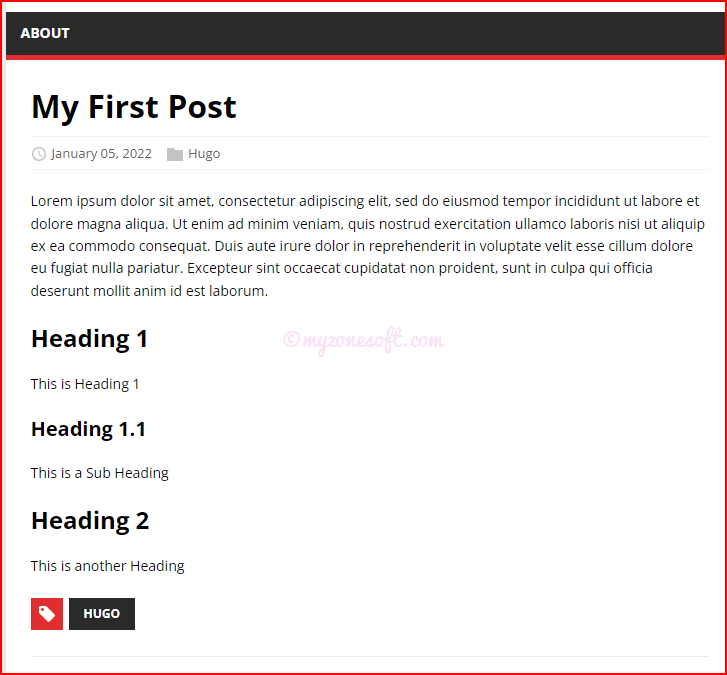 ABOUT
My First Post
January 05, 2022 Hugo
Lorem ipsum dolor sit amet, consectetur adipiscing elit, sed do eiusmod tempor incididunt ut labore et
dolore magna aliqua. Ut enim ad minim veniam, quis nostrud exercitation ullamco laboris nisi ut aliquip
ex ea commodo consequat. Duis aute irure dolor in reprehenderit in voluptate velit esse cillum dolore
eu fugiat nulla pariatur. Excepteur sint occaecat cupidatat non proident, sunt in culpa qui officia
deserunt mollit anim id est laborum.
Heading 1
©myzonesoft.com
This is Heading 1
Heading 1.1
This is a Sub Heading
Heading 2
This is another Heading
HUGO